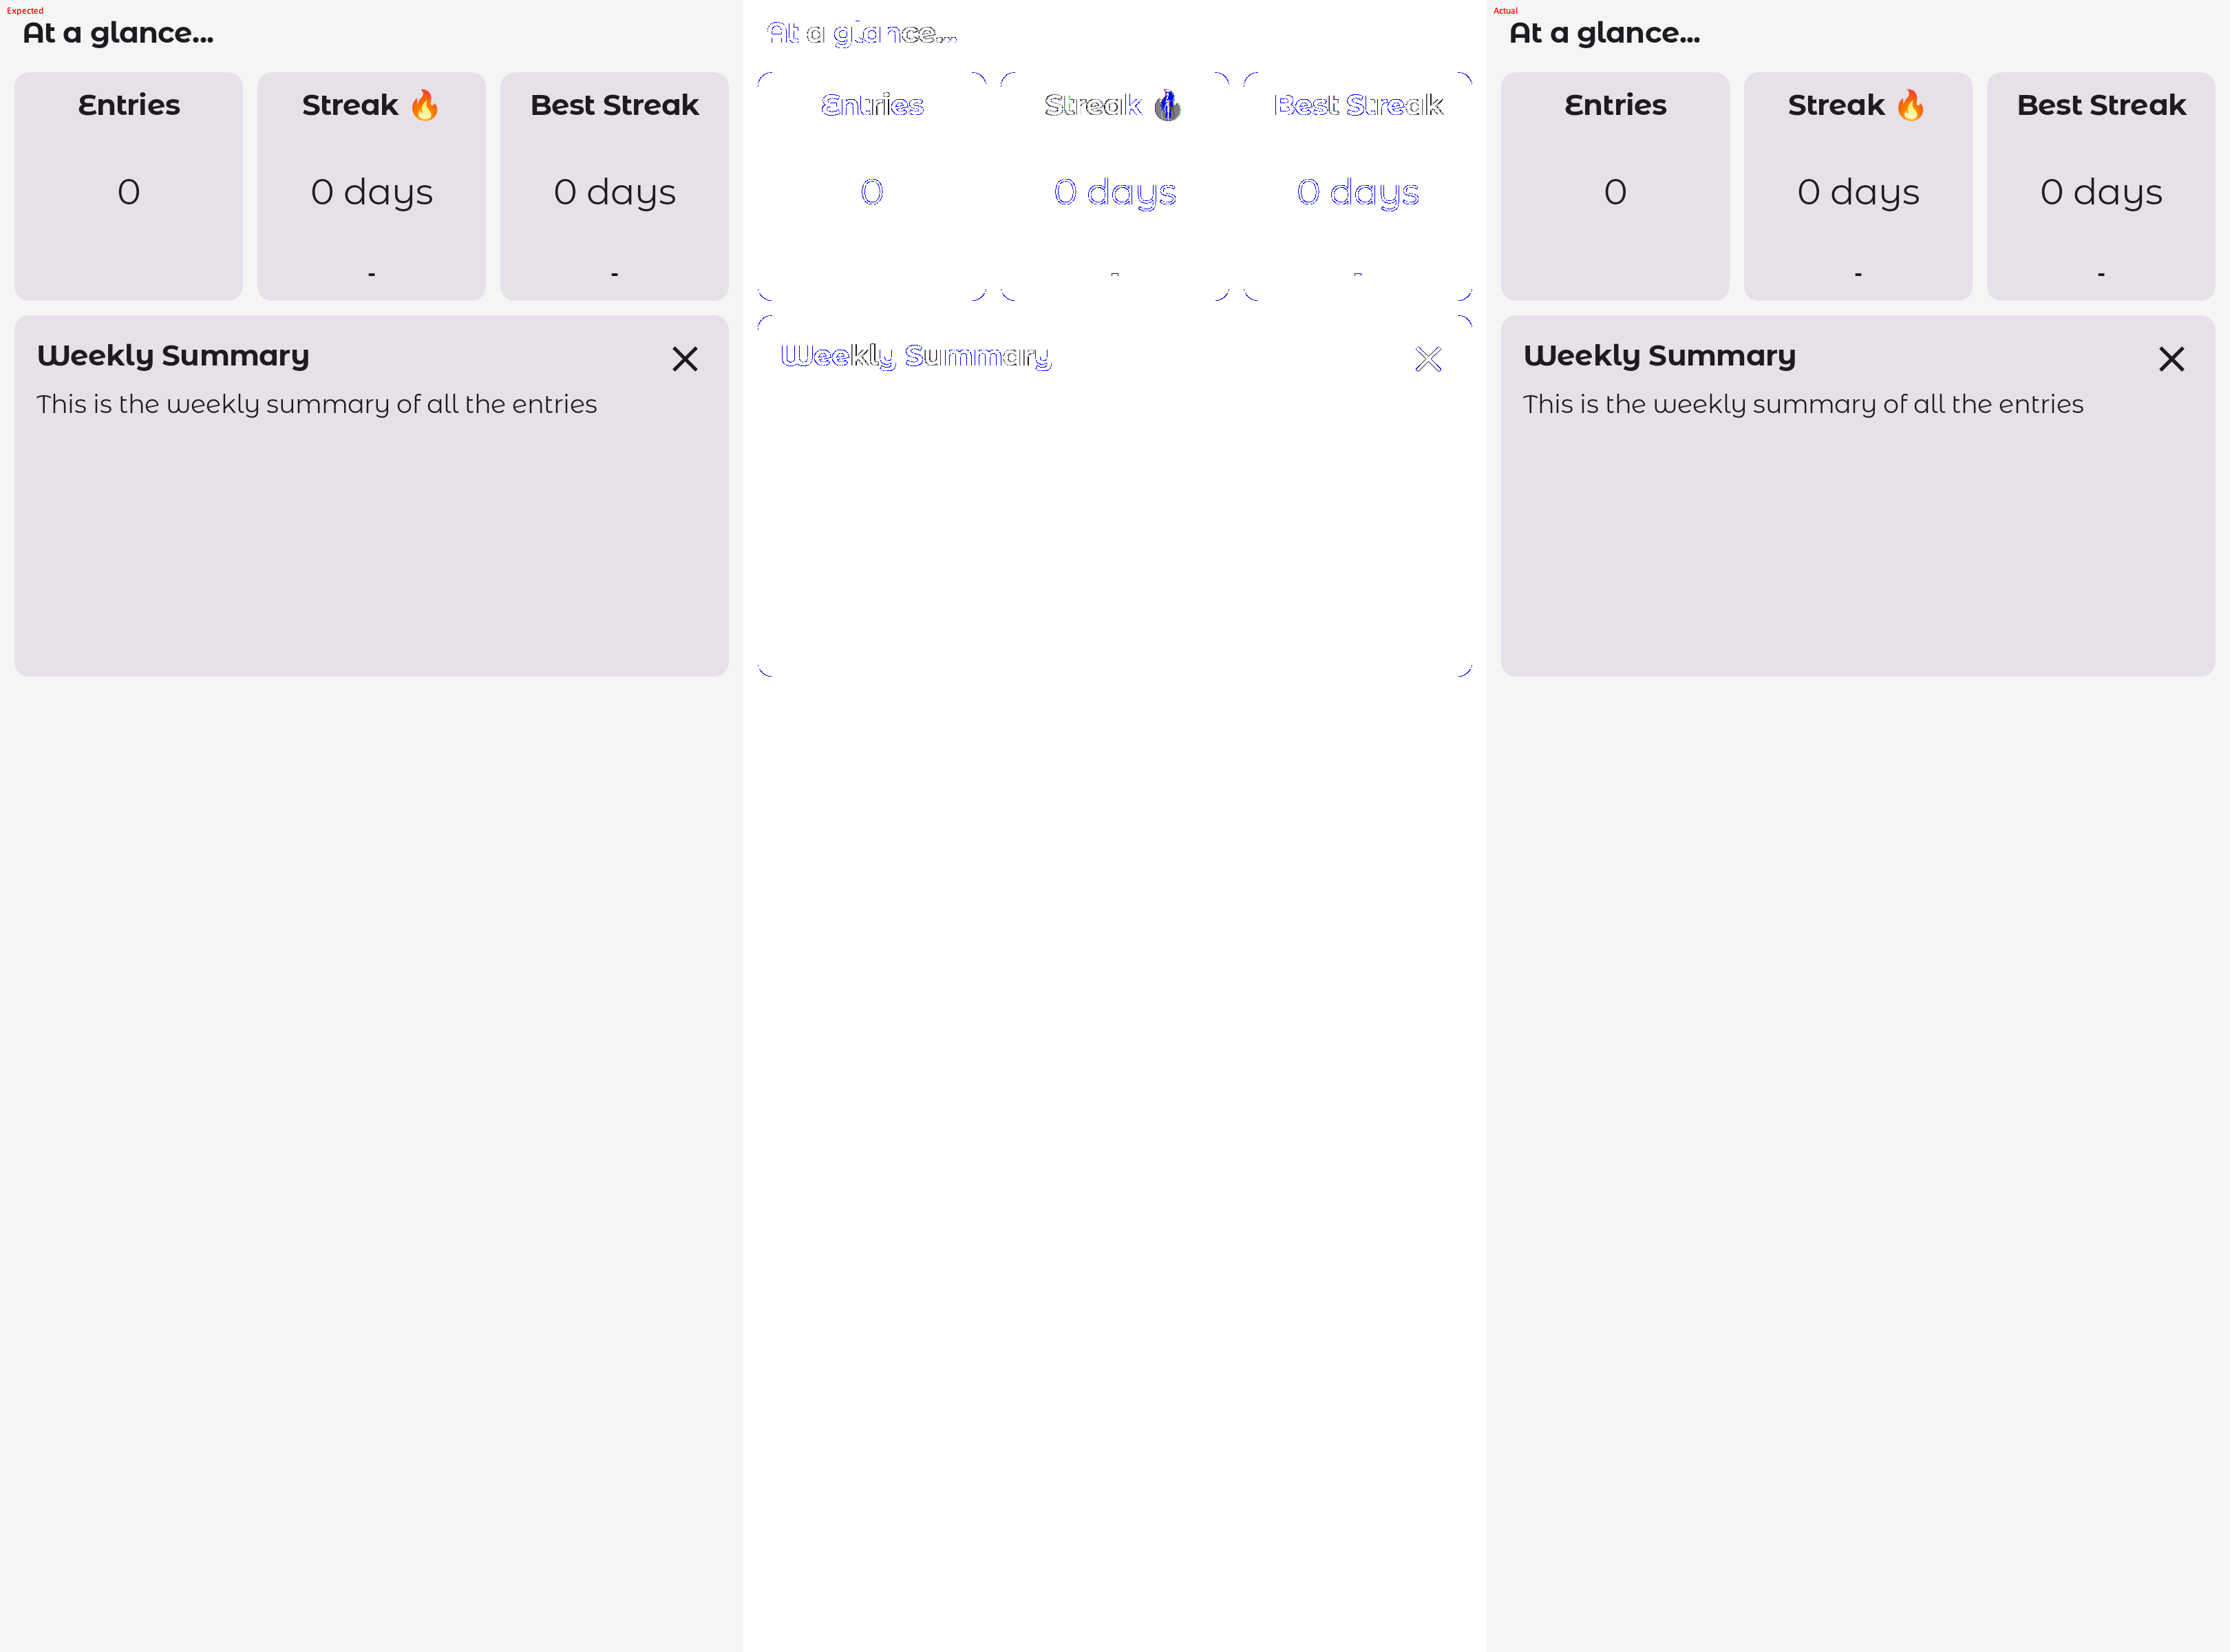 Expected
At a glance...
Entries
Streak 🔥
Best Streak
0
0 days
0 days
-
-
Weekly Summary
This is the weekly summary of all the entries
At a glance...
Entries
Streak
Best Streak
0
0 days
0 days
-
-
Weekly Summary
Actual
At a glance...
Entries
Streak 🔥
Best Streak
0
0 days
0 days
-
-
Weekly Summary
This is the weekly summary of all the entries